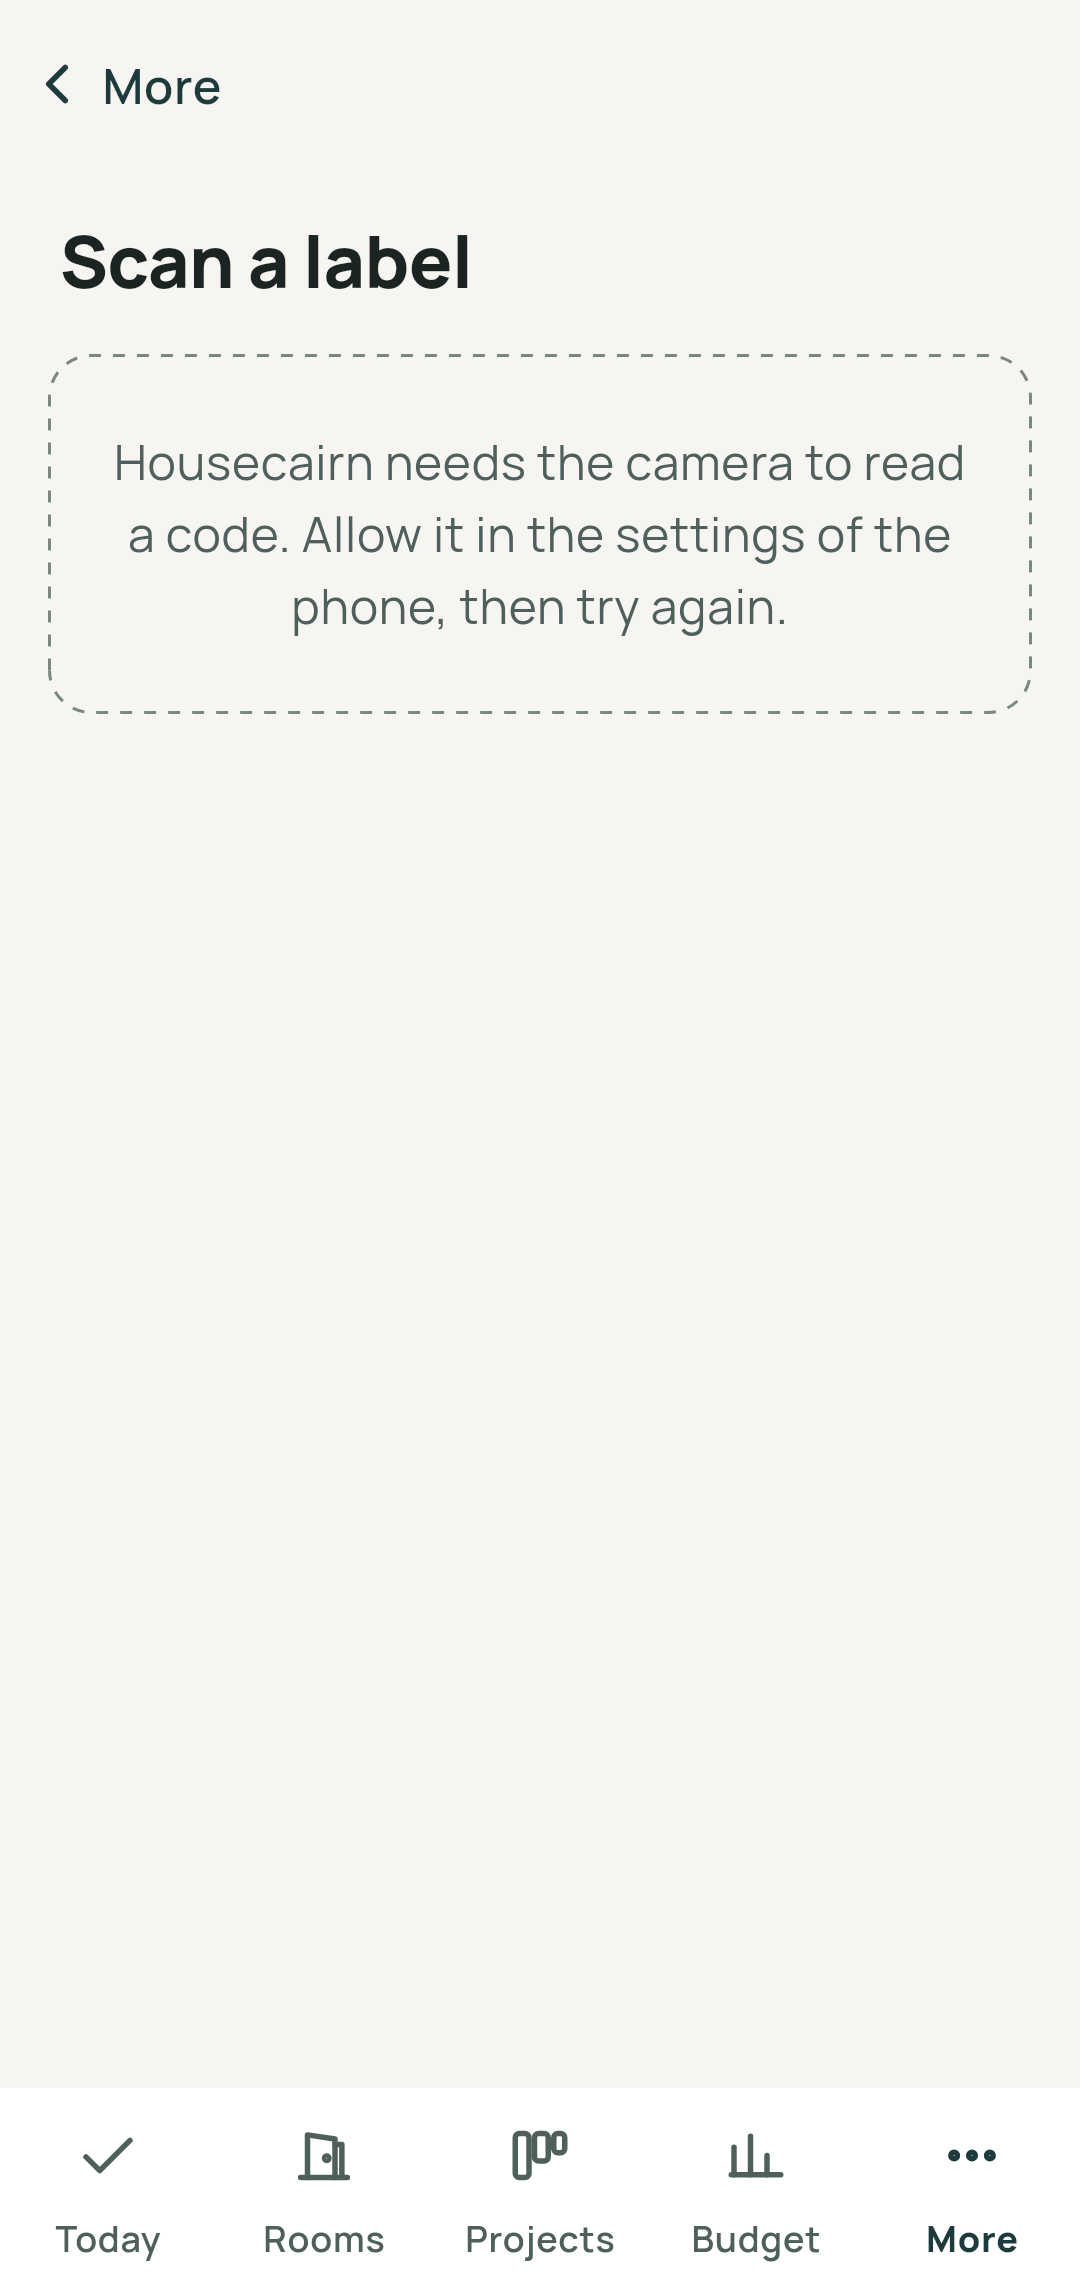 More
Scan a label
Housecairn needs the camera to read
a code. Allow it in the settings of the
phone, then try again.
Today
Rooms
Projects
Budget
More